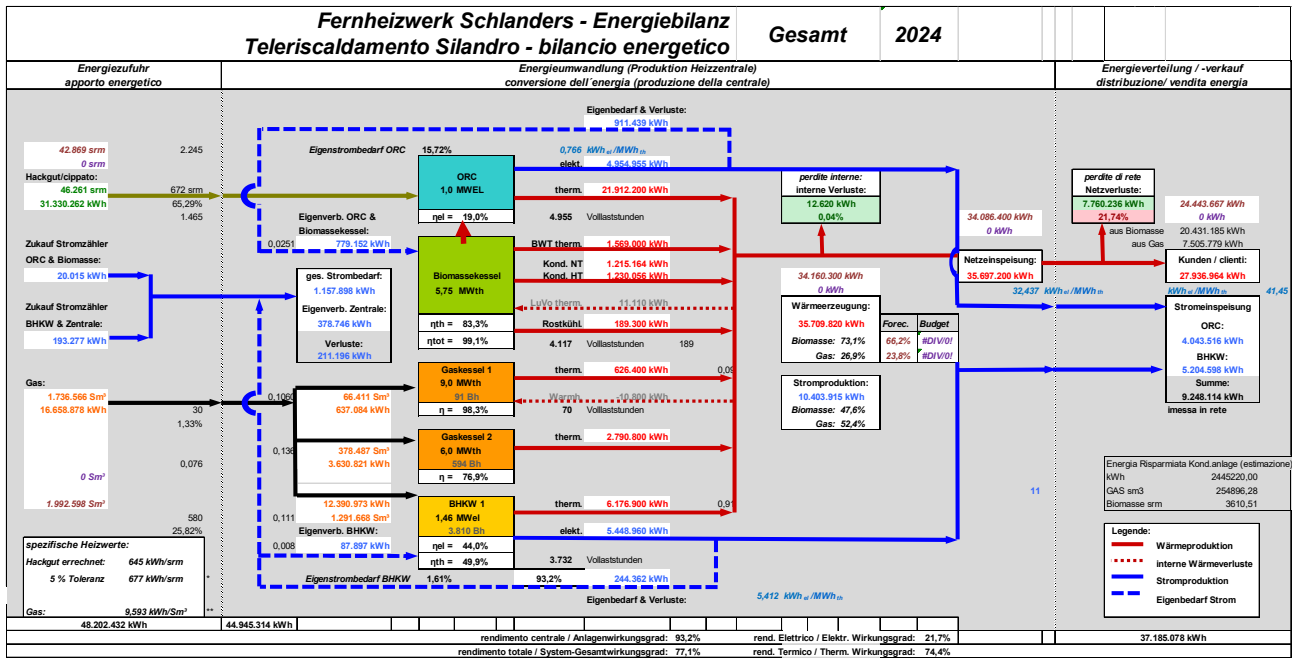 Fernheizwerk Schlanders - Energiebilanz
Teleriscaldamento Silandro - bilancio energetico
Gesamt
2024
Energiezufuhr
apporto energetico
Energieumwandlung (Produktion Heizzentrale)
conversione dell´energia (produzione della centrale)
Energieverteilung / -verkauf
distribuzione/ vendita energia
Eigenbedarf & Verluste:
911.439 kWh
42.869 srm
2.245
0 srm
Eigenstrombedarf ORC
15,72%
0,766 kWh el /MWh th
elekt.
4.954.955 kWh
Hackgut/cippato:
46.261 srm
672 srm
31.330.262 kWh
65,29%
1.465
ORC
1,0 MWEL
ηel = 19,0%
therm.
21.912.200 kWh
4.955
Vollaststunden
perdite interne:
interne Verluste:
12.620 kWh
0,04%
perdite di rete
Netzverluste:
7.760.236 kWh
21,74%
24.443.667 kWh
0 kWh
34.086.400 kWh
0 kWh
aus Biomasse
20.431.185 kWh
aus Gas
7.505.779 kWh
Eigenverb. ORC &
Biomassekessel:
0,0251
779.152 kWh
Zukauf Stromzähler
ORC & Biomasse:
20.015 kWh
Zukauf Stromzähler
BHKW & Zentrale:
193.277 kWh
ges. Strombedarf:
1.157.898 kWh
Eigenverb. Zentrale:
378.746 kWh
Verluste:
211.196 kWh
Biomassekessel
5,75 MWth
ηth = 83,3%
ηtot = 99,1%
BWT therm.
1.569.000 kWh
Kond. NT
1.215.164 kWh
Kond. HT
1.230.056 kWh
LuVo therm.
11.110 kWh
Rostkühl.
189.300 kWh
4.117
Vollaststunden
189
Netzeinspeisung:
35.697.200 kWh
Kunden / clienti:
27.936.964 kWh
34.160.300 kWh
0 kWh
32,437 kWh el /MWh th
kWh el /MWh th
41,45
Wärmeerzeugung:
35.709.820 kWh
Biomasse: 73,1%
Gas: 26,9%
Forec.
Budget
66,2%
#DIV/0!
23,8%
#DIV/0!
Stromeinspeisung
ORC:
4.043.516 kWh
BHKW:
5.204.598 kWh
Summe:
9.248.114 kWh
imessa in rete
Stromproduktion:
10.403.915 kWh
Biomasse: 47,6%
Gas: 52,4%
Gas:
1.736.566 Sm³
16.658.878 kWh
30
1,33%
0,076
0 Sm³
1.992.598 Sm³
580
25,82%
0,1060
66.411 Sm³
637.084 kWh
Gaskessel 1
9,0 MWth
91 Bh
η = 98,3%
therm.
626.400 kWh
0,09
Warmh.
-10.800 kWh
70
Vollaststunden
0,136
378.487 Sm³
3.630.821 kWh
Gaskessel 2
6,0 MWth
594 Bh
η = 76,9%
therm.
2.790.800 kWh
12.390.973 kWh
0,111
1.291.668 Sm³
Eigenverb. BHKW:
0,008
87.897 kWh
BHKW 1
1,46 MWel
3.810 Bh
ηel = 44,0%
ηth = 49,9%
therm.
6.176.900 kWh
0,91
elekt.
5.448.960 kWh
3.732
Vollaststunden
Eigenstrombedarf BHKW
1,61%
93,2%
244.362 kWh
Eigenbedarf & Verluste:
5,412 kWh el /MWh th
11
Energia Risparmiata Kond.anlage (estimazione)
kWh
2445220,00
GAS sm3
254896,28
Biomasse srm
3610,51
Legende:
Wärmeproduktion
interne Wärmeverluste
Stromproduktion
Eigenbedarf Strom
spezifische Heizwerte:
Hackgut errechnet: 645 kWh/srm
5 % Toleranz 677 kWh/srm
*
Gas: 9,593 kWh/Sm³
**
48.202.432 kWh
44.945.314 kWh
37.185.078 kWh
rendimento centrale / Anlagenwirkungsgrad: 93,2%
rend. Elettrico / Elektr. Wirkungsgrad: 21,7%
rendimento totale / System-Gesamtwirkungsgrad: 77,1%
rend. Termico / Therm. Wirkungsgrad: 74,4%